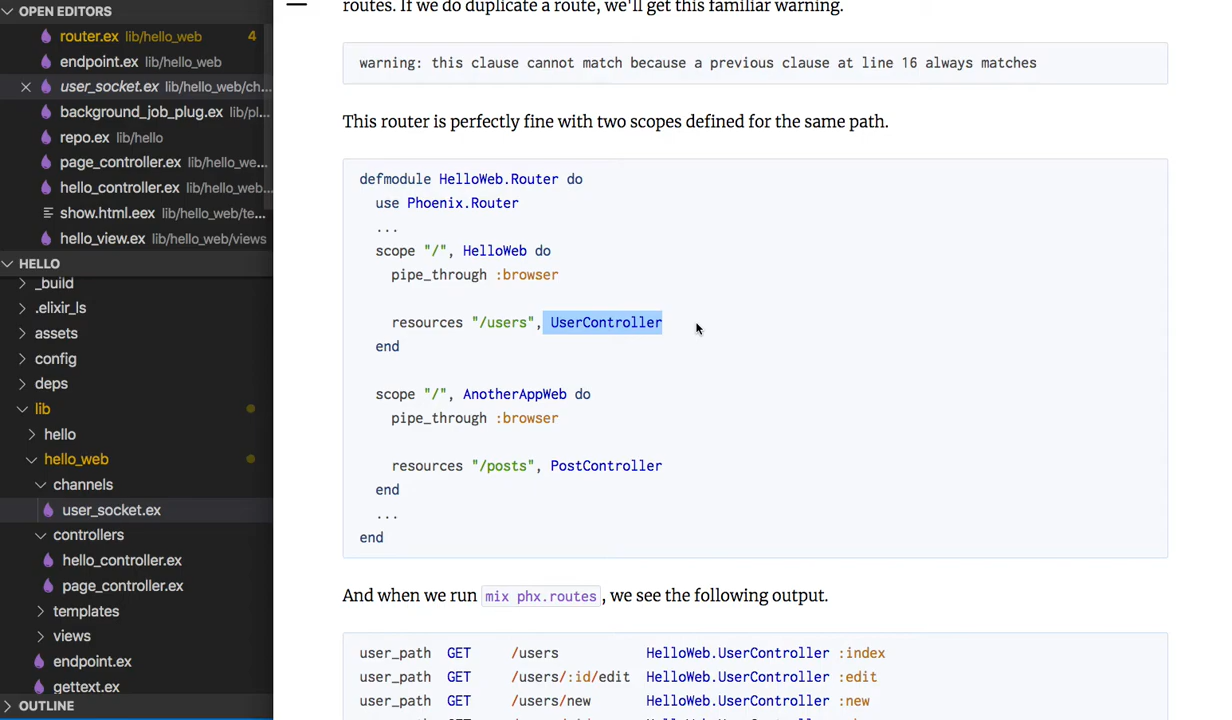 OPEN EDITORS
router.ex lib/hello_web 4
endpoint.ex lib/hello_web
user_socket.ex lib/hello_web/ch...
background_job_plug.ex lib/pl...
repo.ex lib/hello
page_controller.ex lib/hello_we...
hello_controller.ex lib/hello_web...
show.html.eex lib/hello_web/te...
hello_view.ex lib/hello_web/views
HELLO
_build
.elixir_ls
assets
config
deps
lib
hello
hello_web
channels
user_socket.ex
controllers
hello_controller.ex
page_controller.ex
templates
views
endpoint.ex
gettext.ex
OUTLINE
routes. If we do duplicate a route, we'll get this familiar warning.
warning: this clause cannot match because a previous clause at line 16 always matches
This router is perfectly fine with two scopes defined for the same path.
defmodule HelloWeb.Router do
use Phoenix.Router
...
scope "/", HelloWeb do
pipe_through :browser
resources "/users", UserController
end
scope "/", AnotherAppWeb do
pipe_through :browser
resources "/posts", PostController
end
...
end
And when we run mix phx.routes, we see the following output.
user_path GET /users HelloWeb.UserController :index
user_path GET /users/:id/edit HelloWeb.UserController :edit
user_path GET /users/new HelloWeb.UserController :new